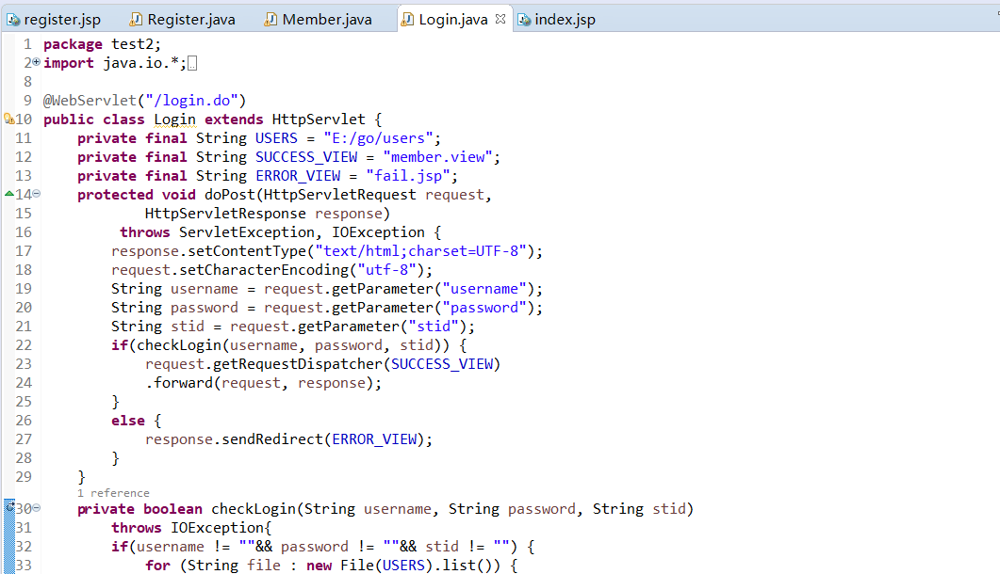 register.jsp Register.java Member.java Login.java index.jsp
1 package test2;
2 import java.io.*;
8
9 @WebServlet("/login.do")
10 public class Login extends HttpServlet {
11 private final String USERS = "E:/go/users";
12 private final String SUCCESS_VIEW = "member.view";
13 private final String ERROR_VIEW = "fail.jsp";
14 protected void doPost(HttpServletRequest request,
15 HttpServletResponse response)
16 throws ServletException, IOException {
17 response.setContentType("text/html;charset=UTF-8");
18 request.setCharacterEncoding("utf-8");
19 String username = request.getParameter("username");
20 String password = request.getParameter("password");
21 String stid = request.getParameter("stid");
22 if(checkLogin(username, password, stid)) {
23 request.getRequestDispatcher(SUCCESS_VIEW)
24 .forward(request, response);
25 }
26 else {
27 response.sendRedirect(ERROR_VIEW);
28 }
29 }
1 reference
30 private boolean checkLogin(String username, String password, String stid)
31 throws IOException{
32 if(username != ""&& password != ""&& stid != "") {
33 for (String file : new File(USERS).list()) {